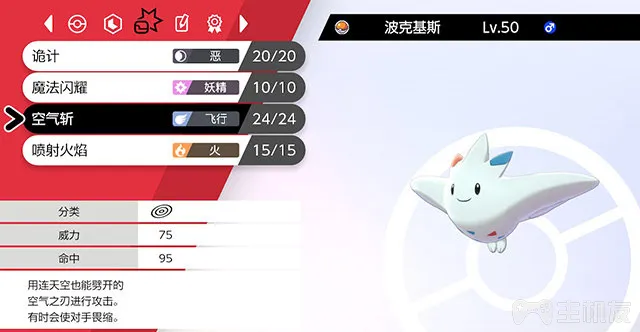 波克基斯 Lv.50
诡计 恶 20/20
魔法闪耀 妖精 10/10
空气斩 飞行 24/24
喷射火焰 火 15/15
分类
威力 75
命中 95
用连天空也能劈开的
空气之刃进行攻击。
有时会使对手畏缩。
主机友